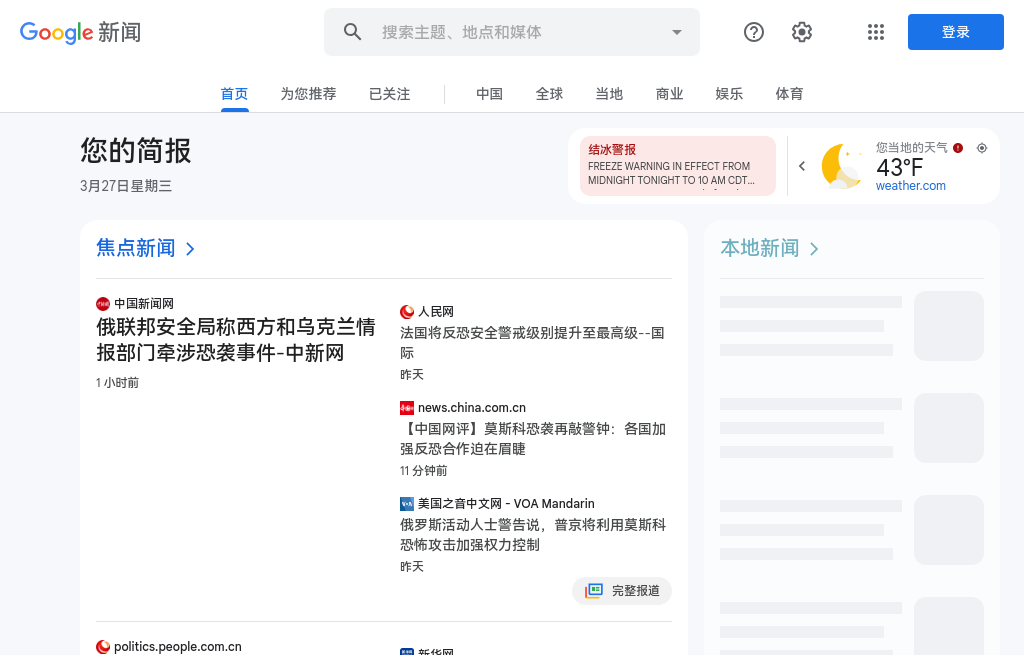 Google 新闻
搜索主题、地点和媒体
登录
首页
为您推荐
已关注
中国
全球
当地
商业
娱乐
体育
您的简报
3月27日星期三
结冰警报
FREEZE WARNING IN EFFECT FROM
MIDNIGHT TONIGHT TO 10 AM CDT...
您当地的天气
43°F
weather.com
焦点新闻
中国新闻网
俄联邦安全局称西方和乌克兰情
报部门牵涉恐袭事件-中新网
1 小时前
人民网
法国将反恐安全警戒级别提升至最高级--国
际
昨天
news.china.com.cn
【中国网评】莫斯科恐袭再敲警钟：各国加
强反恐合作迫在眉睫
11 分钟前
美国之音中文网 - VOA Mandarin
俄罗斯活动人士警告说，普京将利用莫斯科
恐怖攻击加强权力控制
昨天
完整报道
politics.people.com.cn
新华网
本地新闻